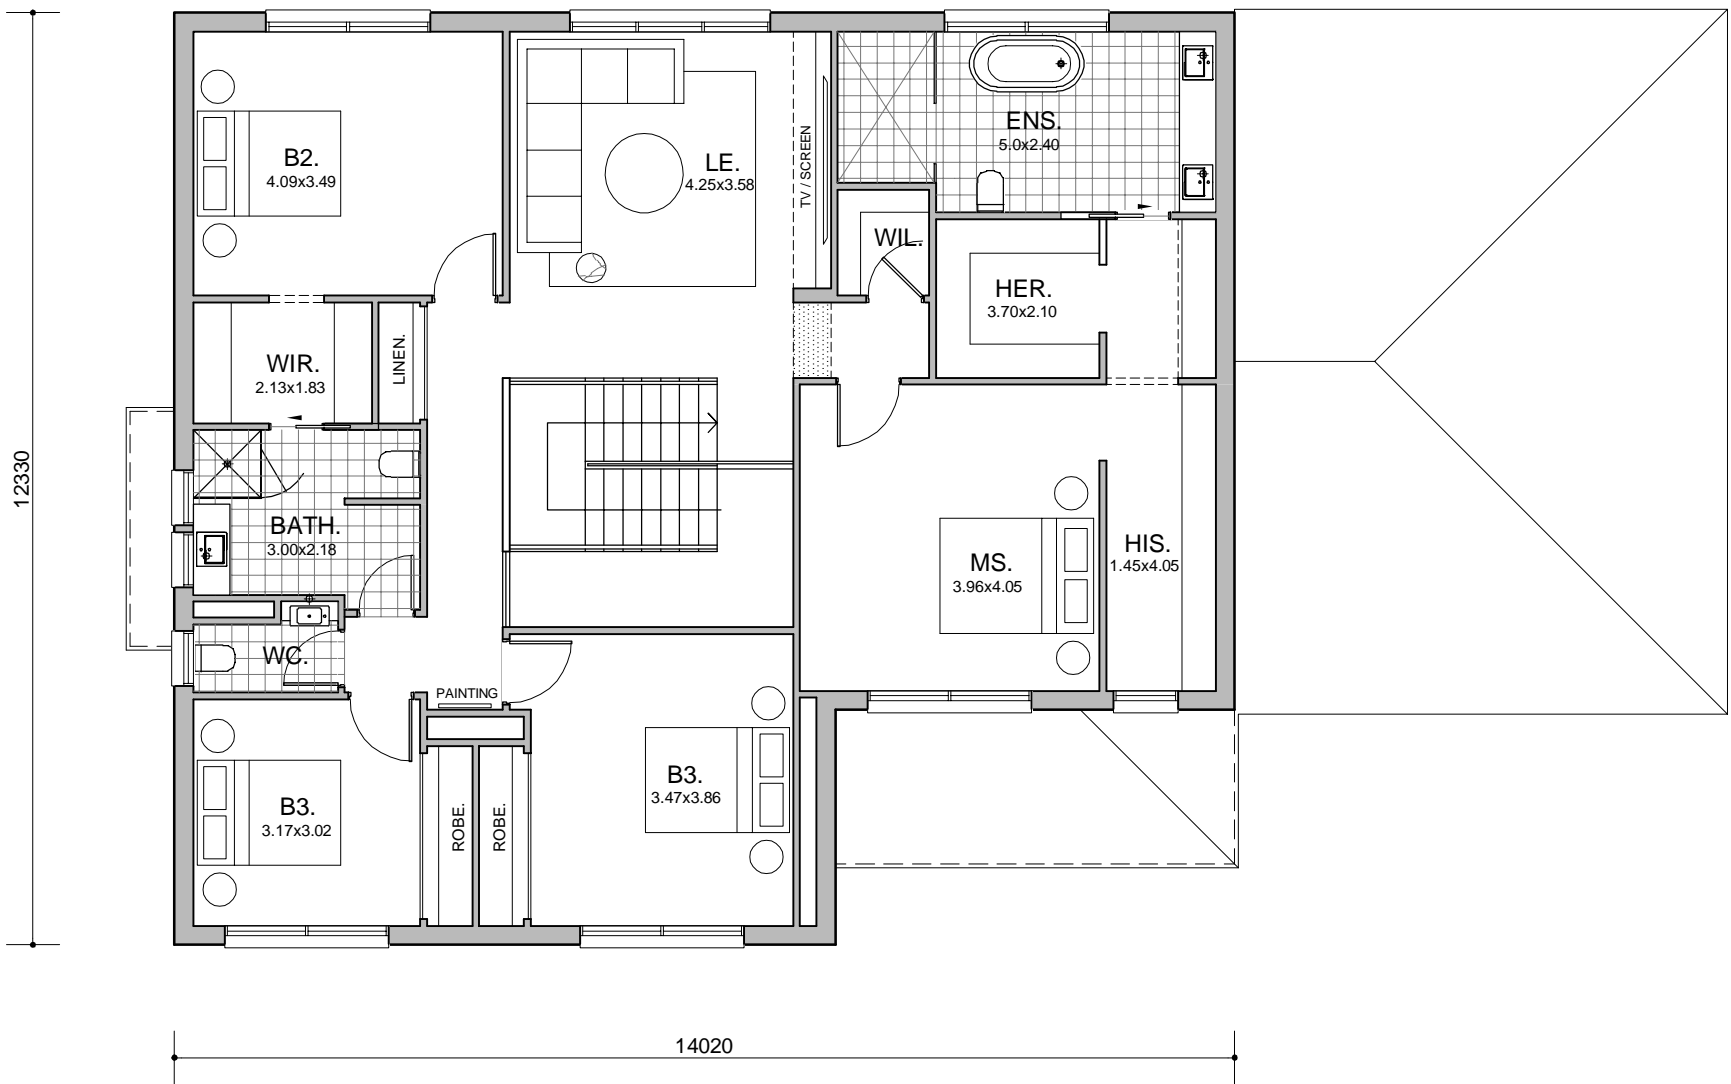 B2.
4.09x3.49
LE.
4.25x3.58
TV / SCREEN
ENS.
5.0x2.40
WIL.
HER.
3.70x2.10
WIR.
2.13x1.83
LINEN.
12330
BATH.
3.00x2.18
MS.
3.96x4.05
HIS.
1.45x4.05
WC.
PAINTING
B3.
3.17x3.02
ROBE.
ROBE.
B3.
3.47x3.86
14020